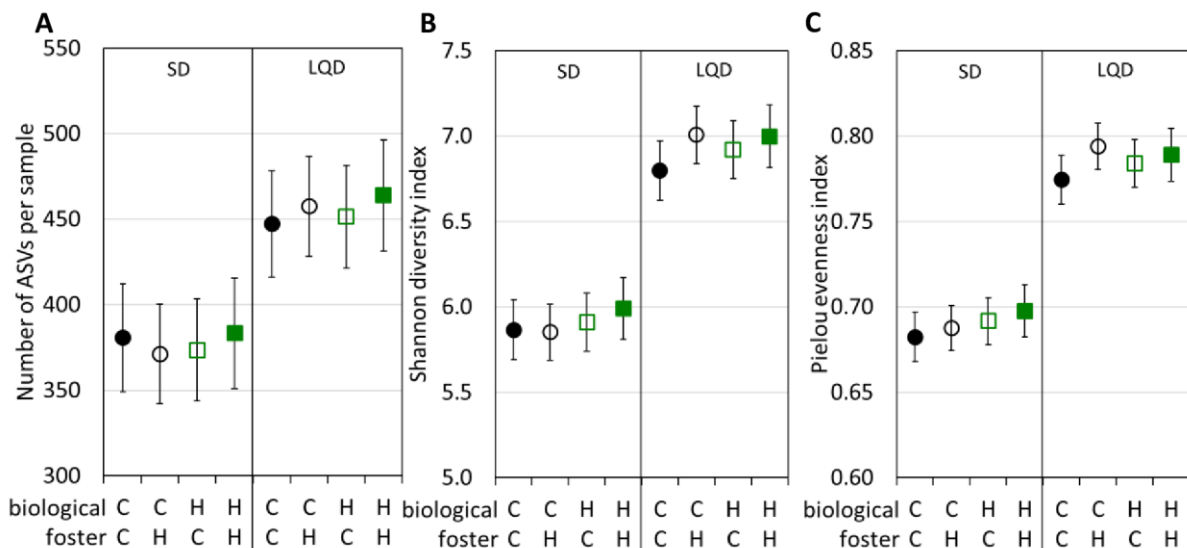 A
Number of ASVs per sample
550
500
450
400
350
300
SD
LQD
B
Shannon diversity index
7.5
7.0
6.5
6.0
5.5
5.0
SD
LQD
C
Pielou evenness index
0.85
0.80
0.75
0.70
0.65
0.60
SD
LQD
biological C C H H C C H H
foster C H C H C H C H
biological C C H H C C H H
foster C H C H C H C H
biological C C H H C C H H
foster C H C H C H C H